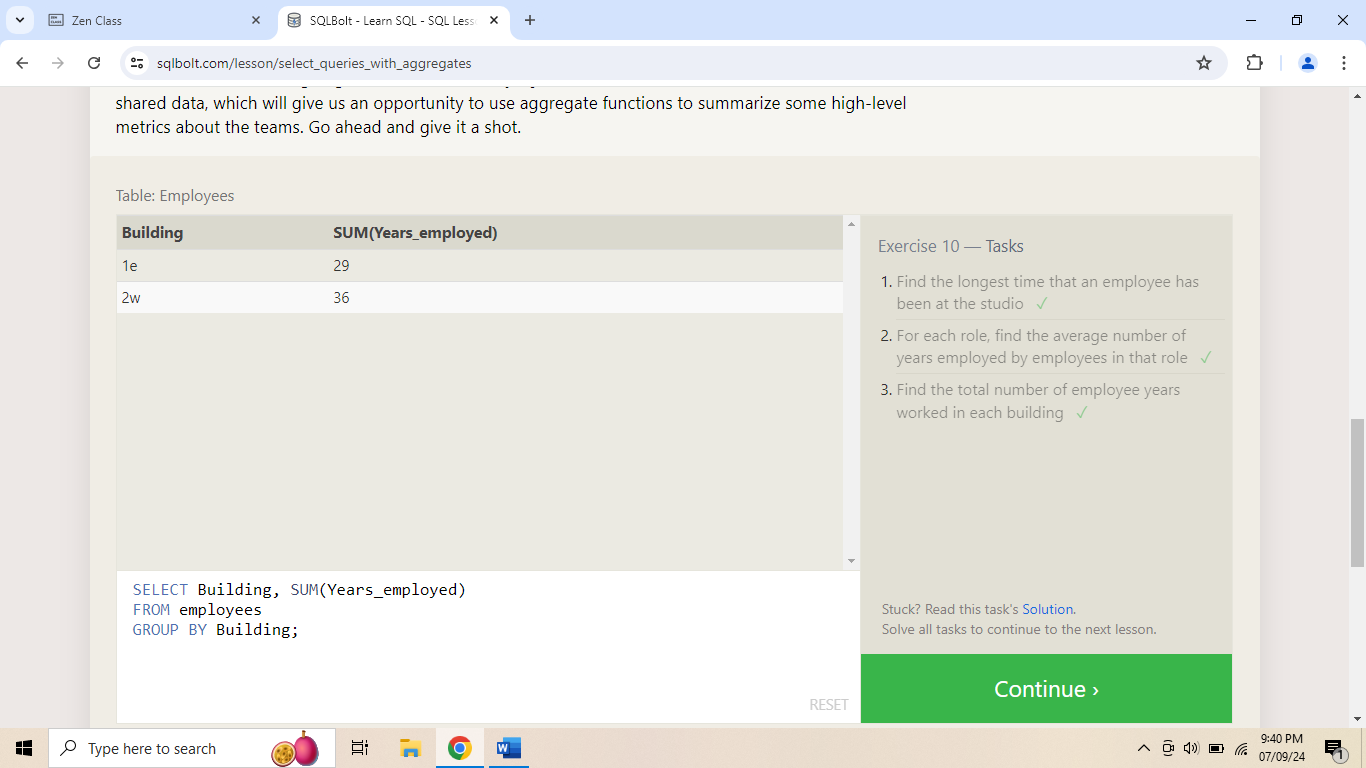 Zen Class
SQLBolt - Learn SQL - SQL Less
sqlbolt.com/lesson/select_queries_with_aggregates
shared data, which will give us an opportunity to use aggregate functions to summarize some high-level
metrics about the teams. Go ahead and give it a shot.
Table: Employees
Building SUM(Years_employed)
1e 29
2w 36
Exercise 10 — Tasks
1. Find the longest time that an employee has
been at the studio ✓
2. For each role, find the average number of
years employed by employees in that role ✓
3. Find the total number of employee years
worked in each building ✓
SELECT Building, SUM(Years_employed)
FROM employees
GROUP BY Building;
RESET
Stuck? Read this task's Solution.
Solve all tasks to continue to the next lesson.
Continue ›
Type here to search
9:40 PM
07/09/24
1